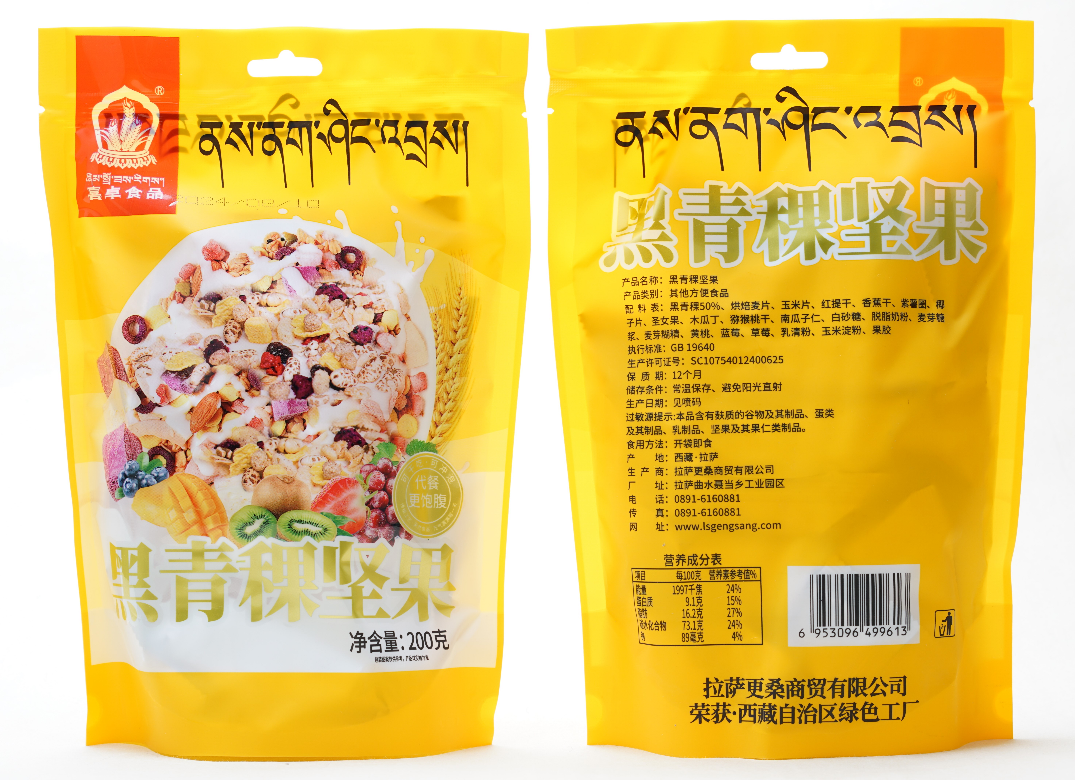 ནས་ནག་ཤིང་འབྲས།
®
喜卓食品
代餐
更饱腹
黑青稞坚果
净含量：200克
ནས་ནག་ཤིང་འབྲས།
®
黑青稞坚果
产品名称：黑青稞坚果
产品类别：其他方便食品
配 料 表：黑青稞50%、烘焙麦片、玉米片、红提干、香蕉干、紫薯圈、椰
子片、圣女果、木瓜丁、猕猴桃干、南瓜子仁、白砂糖、脱脂奶粉、麦芽糖
浆、麦芽糊精、黄桃、蓝莓、草莓、乳清粉、玉米淀粉、果胶
执行标准：GB 19640
生产许可证号：SC10754012400625
保 质 期：12个月
储存条件：常温保存、避免阳光直射
生产日期：见喷码
过敏源提示:本品含有麸质的谷物及其制品、蛋类
及其制品、乳制品、坚果及其果仁类制品。
食用方法：开袋即食
产 地：西藏·拉萨
生 产 商：拉萨更桑商贸有限公司
厂 址：拉萨曲水聂当乡工业园区
电 话：0891-6160881
传 真：0891-6160881
网 址：www.lsgengsang.com
营养成分表
项目 每100克 营养素参考值%
能量 1997千焦 24%
蛋白质 9.1克 15%
脂肪 16.2克 27%
碳水化合物 73.1克 24%
89毫克 4%
6 953096 499613
拉萨更桑商贸有限公司
荣获·西藏自治区绿色工厂